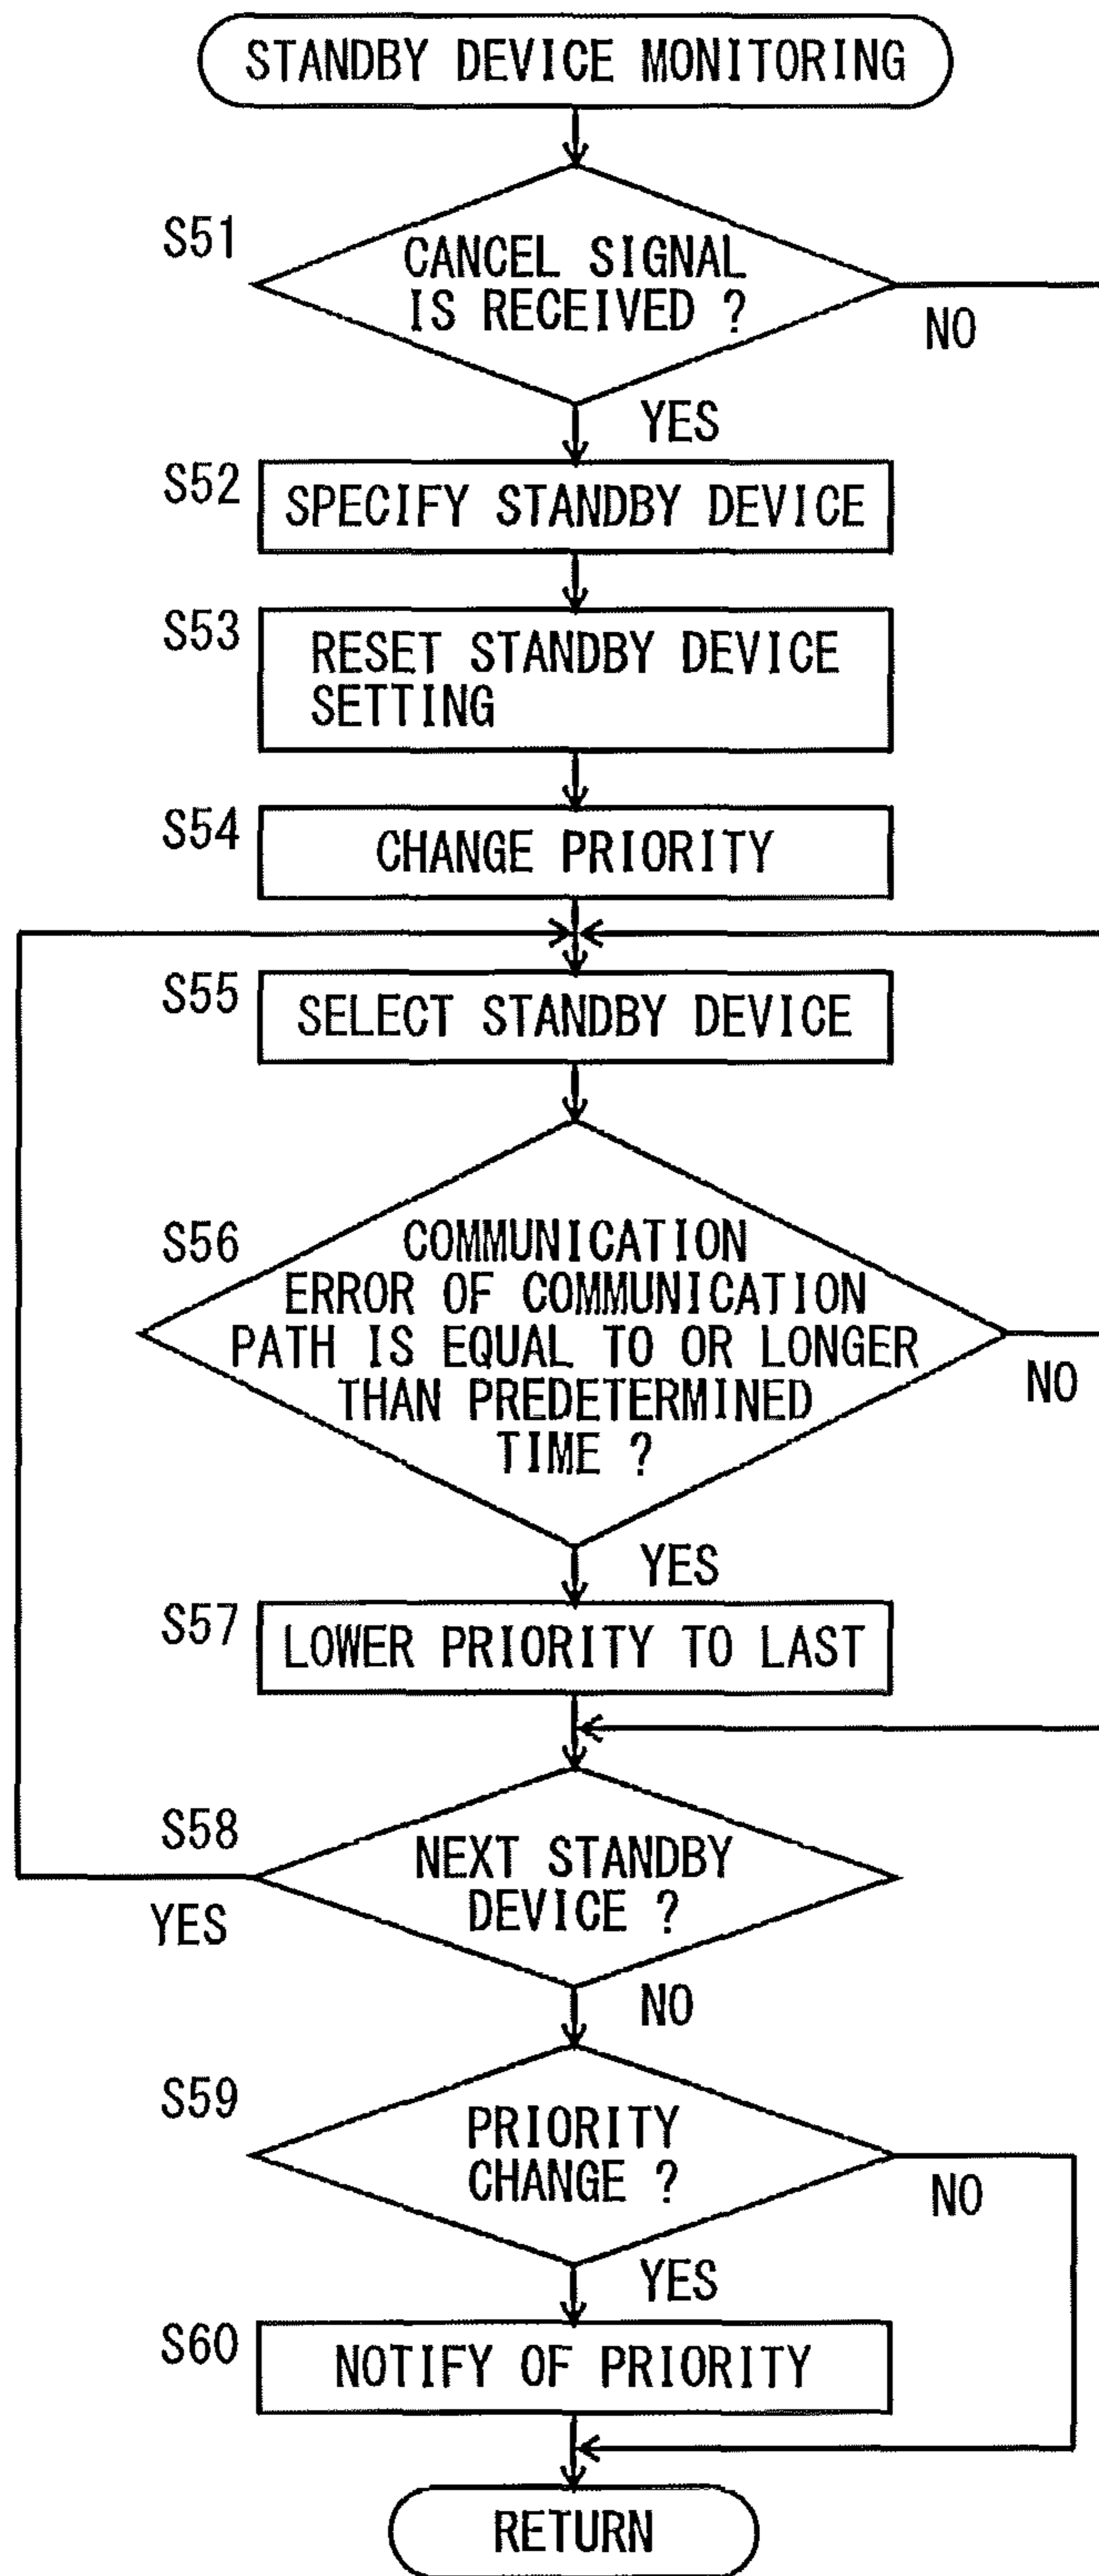 STANDBY DEVICE MONITORING
S51
CANCEL SIGNAL
IS RECEIVED ?
NO
YES
S52
SPECIFY STANDBY DEVICE
S53
RESET STANDBY DEVICE
SETTING
S54
CHANGE PRIORITY
S55
SELECT STANDBY DEVICE
S56
COMMUNICATION
ERROR OF COMMUNICATION
PATH IS EQUAL TO OR LONGER
THAN PREDETERMINED
TIME ?
NO
YES
S57
LOWER PRIORITY TO LAST
S58
NEXT STANDBY
DEVICE ?
YES
NO
S59
PRIORITY
CHANGE ?
NO
YES
S60
NOTIFY OF PRIORITY
RETURN